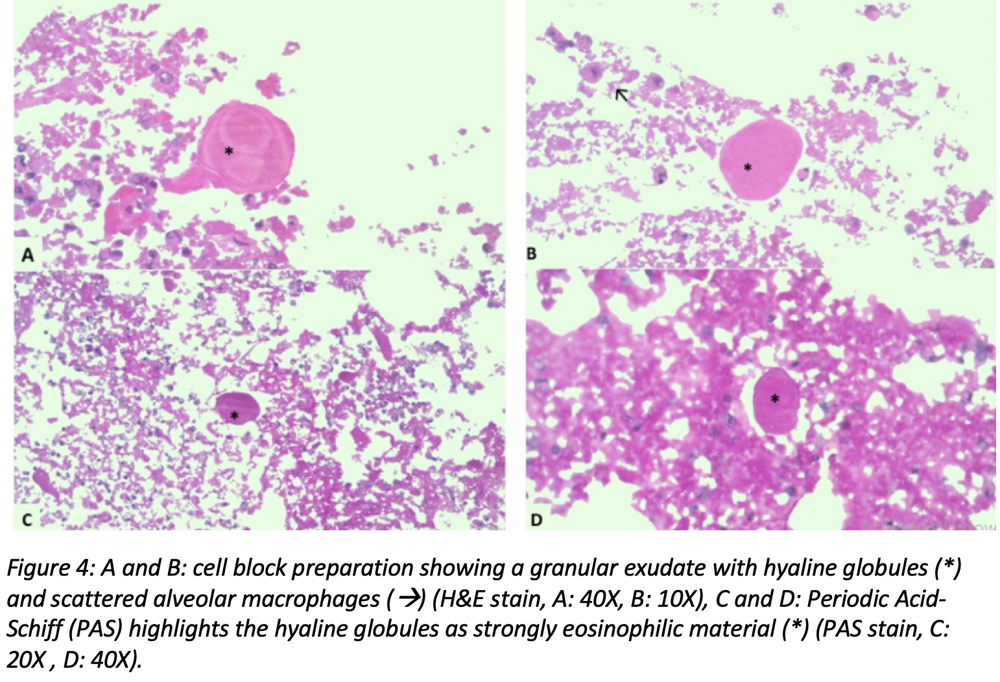 *
*
A
B
*
*
C
D
Figure 4: A and B: cell block preparation showing a granular exudate with hyaline globules (*)
and scattered alveolar macrophages (→) (H&E stain, A: 40X, B: 10X), C and D: Periodic Acid-
Schiff (PAS) highlights the hyaline globules as strongly eosinophilic material (*) (PAS stain, C:
20X , D: 40X).